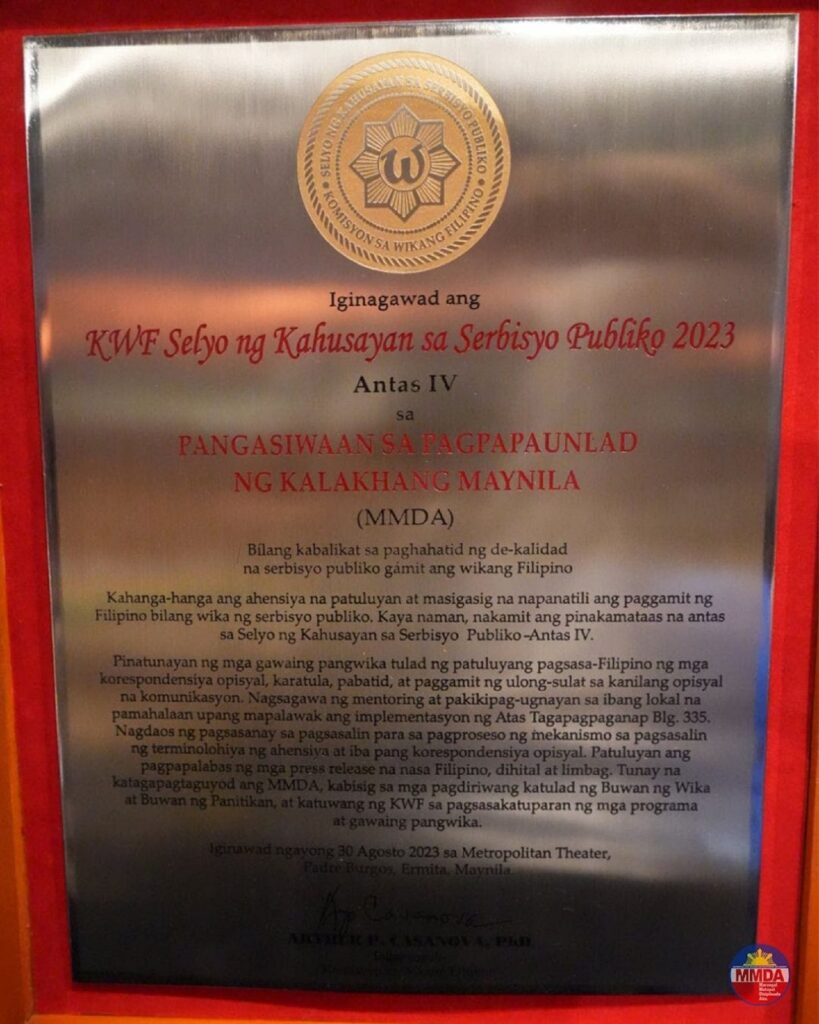 SELYO NG KAHUSAYAN SA SERBISYO PUBLIKO
KOMISYON SA WIKANG FILIPINO
w
Iginagawad ang
KWF Selyo ng Kahusayan sa Serbisyo Publiko 2023
Antas IV
sa
PANGASIWAAN SA PAGPAPAUNLAD
NG KALAKHANG MAYNILA
(MMDA)
Bilang kabalikat sa paghahatid ng de-kalidad
na serbisyo publiko gámit ang wikang Filipino
Kahanga-hanga ang ahensiya na patuluyan at masigasig na napanatili ang paggamit ng
Filipino bilang wika ng serbisyo publiko. Kaya naman, nakamit ang pinakamataas na antas
sa Selyo ng Kahusayan sa Serbisyo Publiko-Antas IV.
Pinatunayan ng mga gawaing pangwika tulad ng patuluyang pagsasa-Filipino ng mga
korespondensiya opisyal, karatula, pabatid, at paggamit ng ulong-sulat sa kanilang opisyal
na komunikasyon. Nagsagawa ng mentoring at pakikipag-ugnayan sa ibang lokal na
pamahalaan upang mapalawak ang implementasyon ng Atas Tagapagpaganap Blg. 335.
Nagdaos ng pagsasanay sa pagsasalin para sa pagproseso ng mekanismo sa pagsasalin
ng terminolohiya ng ahensiya at iba pang korespondensiya opisyal. Patuluyan ang
pagpapalabas ng mga press release na nasa Filipino, dihital at limbag. Tunay na
katagapagtaguyod ang MMDA, kabisig sa mga pagdiriwang katulad ng Buwan ng Wika
at Buwan ng Panitikan, at katuwang ng KWF sa pagsasakatuparan ng mga programa
at gawaing pangwika.
Iginawad ngayong 30 Agosto 2023 sa Metropolitan Theater,
Padre Burgos, Ermita, Maynila.
ARTHUR P. CASANOVA, PhD
MMDA